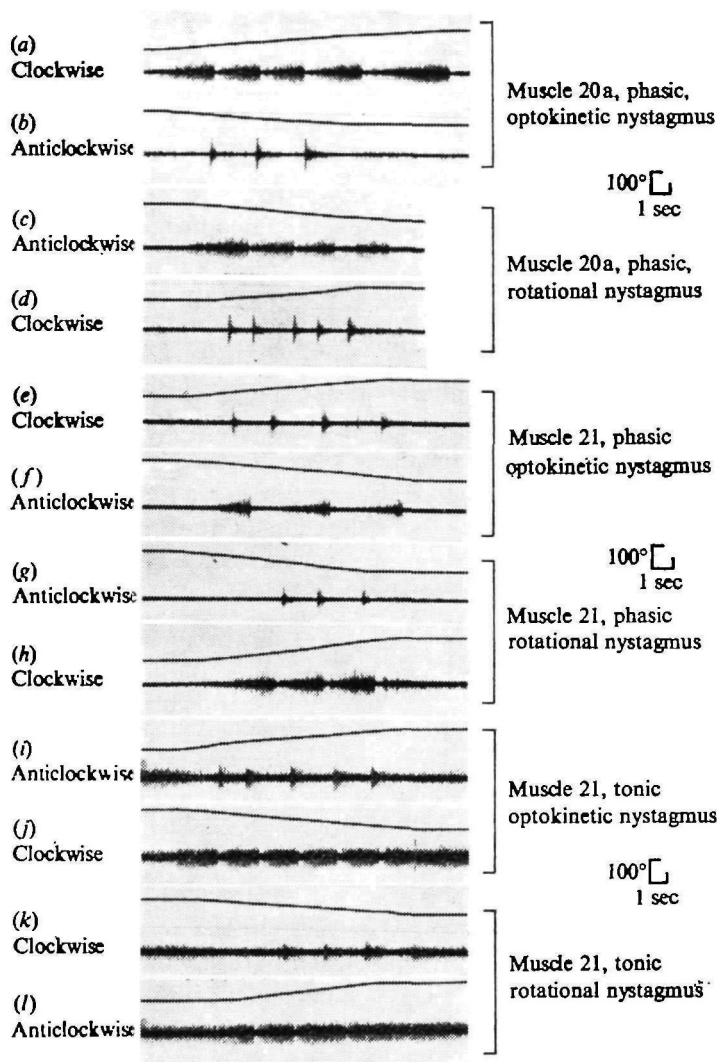 (a)
Clockwise
Muscle 20a, phasic,
optokinetic nystagmus
(b)
Anticlockwise
100°
1 sec
(c)
Anticlockwise
Muscle 20a, phasic,
rotational nystagmus
(d)
Clockwise
(e)
Clockwise
Muscle 21, phasic
optokinetic nystagmus
(f)
Anticlockwise
100°
1 sec
(g)
Anticlockwise
Muscle 21, phasic
rotational nystagmus
(h)
Clockwise
(i)
Anticlockwise
Muscle 21, tonic
optokinetic nystagmus
(j)
Clockwise
100°
1 sec
(k)
Clockwise
Muscle 21, tonic
rotational nystagmus
(l)
Anticlockwise